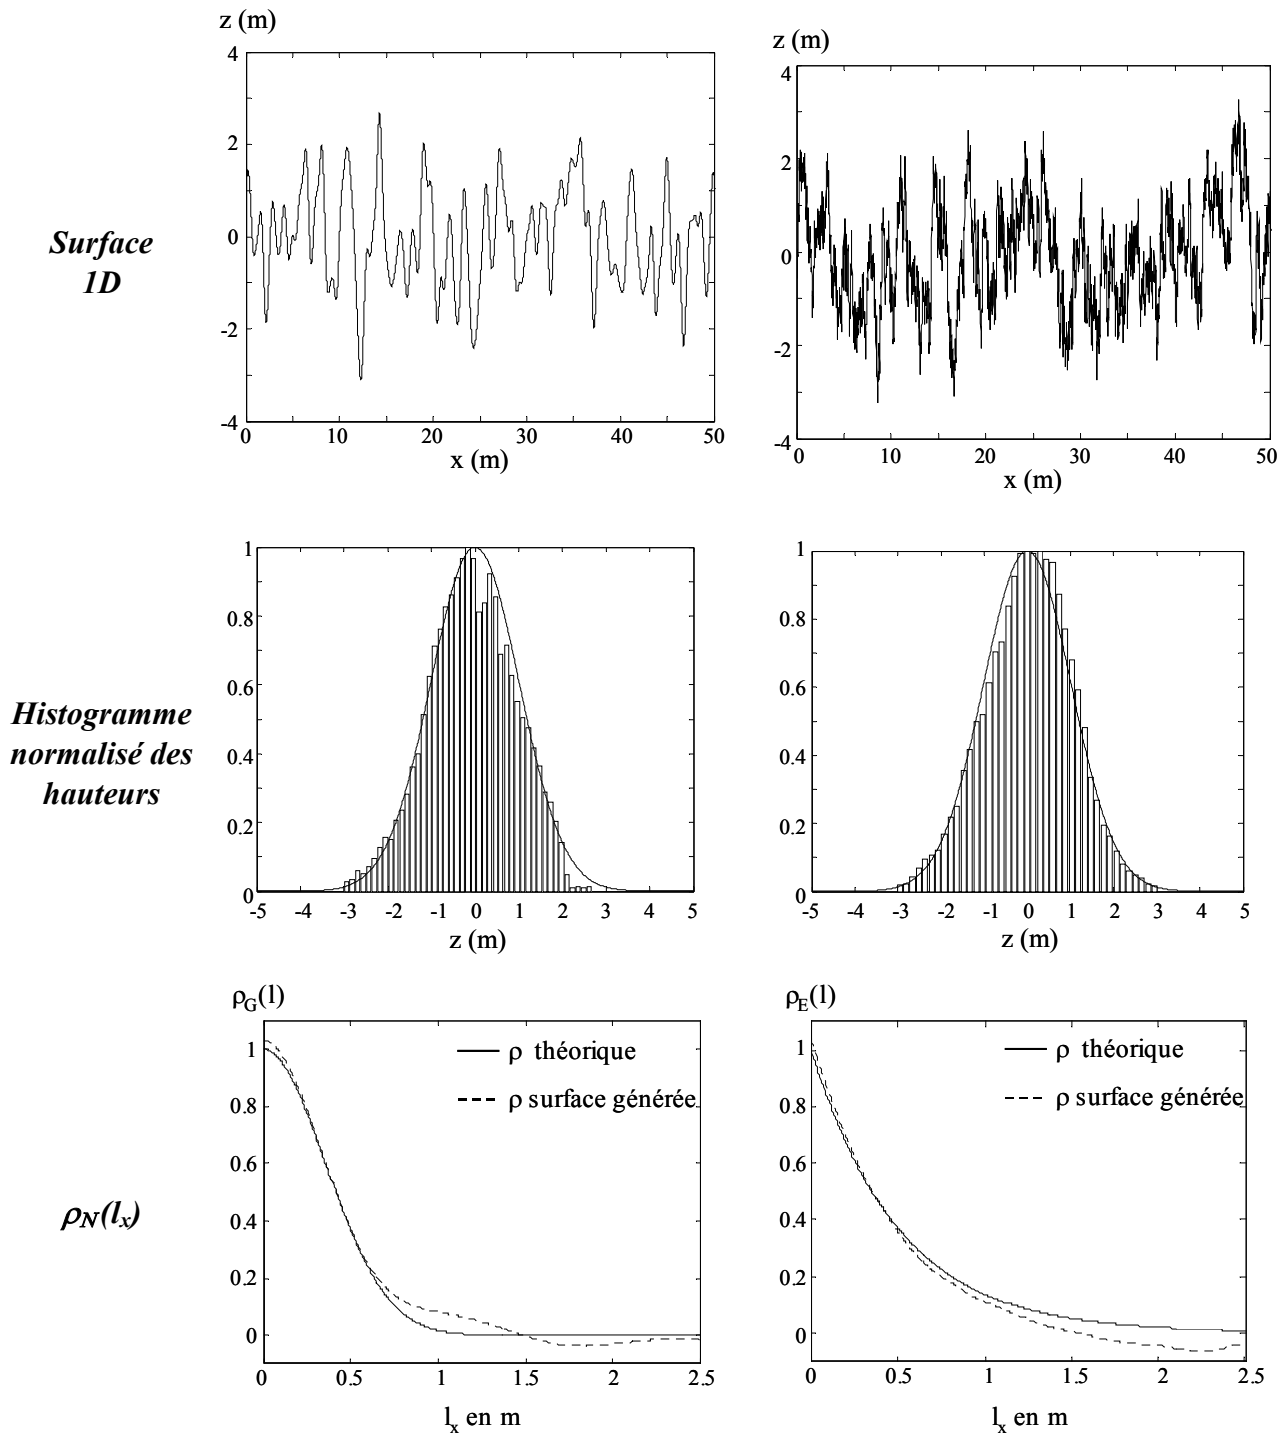 z (m)
4
2
0
-2
-4
0 10 20 30 40 50
x (m)
z (m)
4
2
0
-2
-4
0 10 20 30 40 50
x (m)
Surface
1D
1
0.8
0.6
0.4
0.2
0
-5 -4 -3 -2 -1 0 1 2 3 4 5
z (m)
1
0.8
0.6
0.4
0.2
0
-5 -4 -3 -2 -1 0 1 2 3 4 5
z (m)
Histogramme
normalisé des
hauteurs
ρG(l)
1
0.8
0.6
0.4
0.2
0
ρ théorique
ρ surface générée
0 0.5 1 1.5 2 2.5
lx en m
ρE(l)
1
0.8
0.6
0.4
0.2
0
ρ théorique
ρ surface générée
0 0.5 1 1.5 2 2.5
lx en m
ρN(lx)